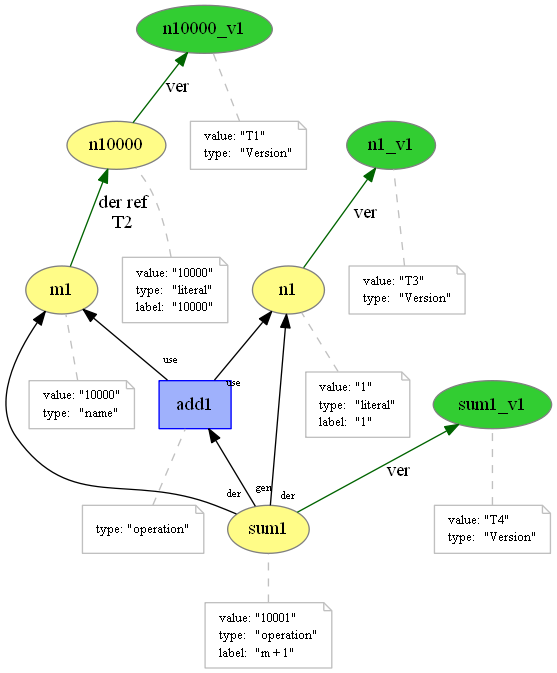 n10000_v1
ver
value: "T1"
type: "Version"
n10000
n1_v1
der ref
T2
ver
value: "10000"
type: "literal"
label: "10000"
value: "T3"
type: "Version"
m1
n1
use
use
value: "10000"
type: "name"
add1
value: "1"
type: "literal"
label: "1"
sum1_v1
ver
der
gen
der
type: "operation"
sum1
value: "T4"
type: "Version"
value: "10001"
type: "operation"
label: "m + 1"